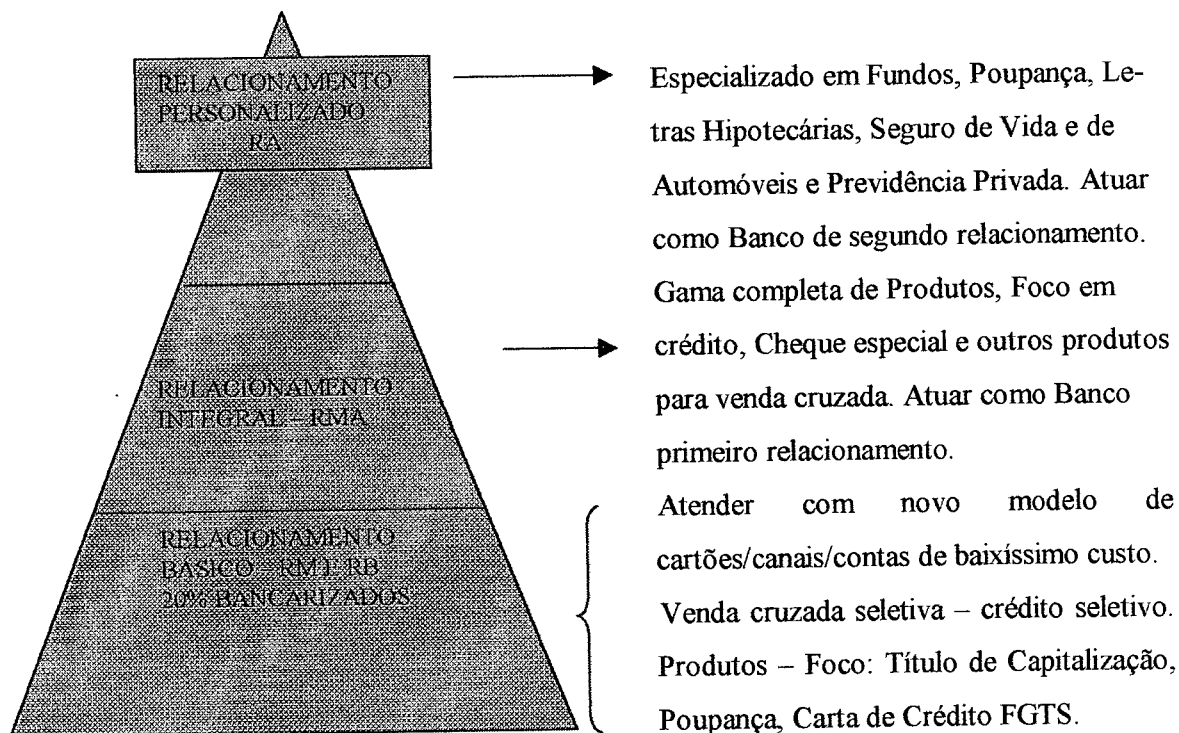 RELACIONAMENTO
PERSONALIZADO
RA
Especializado em Fundos, Poupança, Le-
tras Hipotecárias, Seguro de Vida e de
Automóveis e Previdência Privada. Atuar
como Banco de segundo relacionamento.
Gama completa de Produtos, Foco em
crédito, Cheque especial e outros produtos
para venda cruzada. Atuar como Banco
primeiro relacionamento.
RELACIONAMENTO
INTEGRAL – RMA
RELACIONAMENTO
BÁSICO – RM E RB
20% BANCARIZADOS
Atender com novo modelo de
cartões/canais/contas de baixíssimo custo.
Venda cruzada seletiva – crédito seletivo.
Produtos – Foco: Título de Capitalização,
Poupança, Carta de Crédito FGTS.